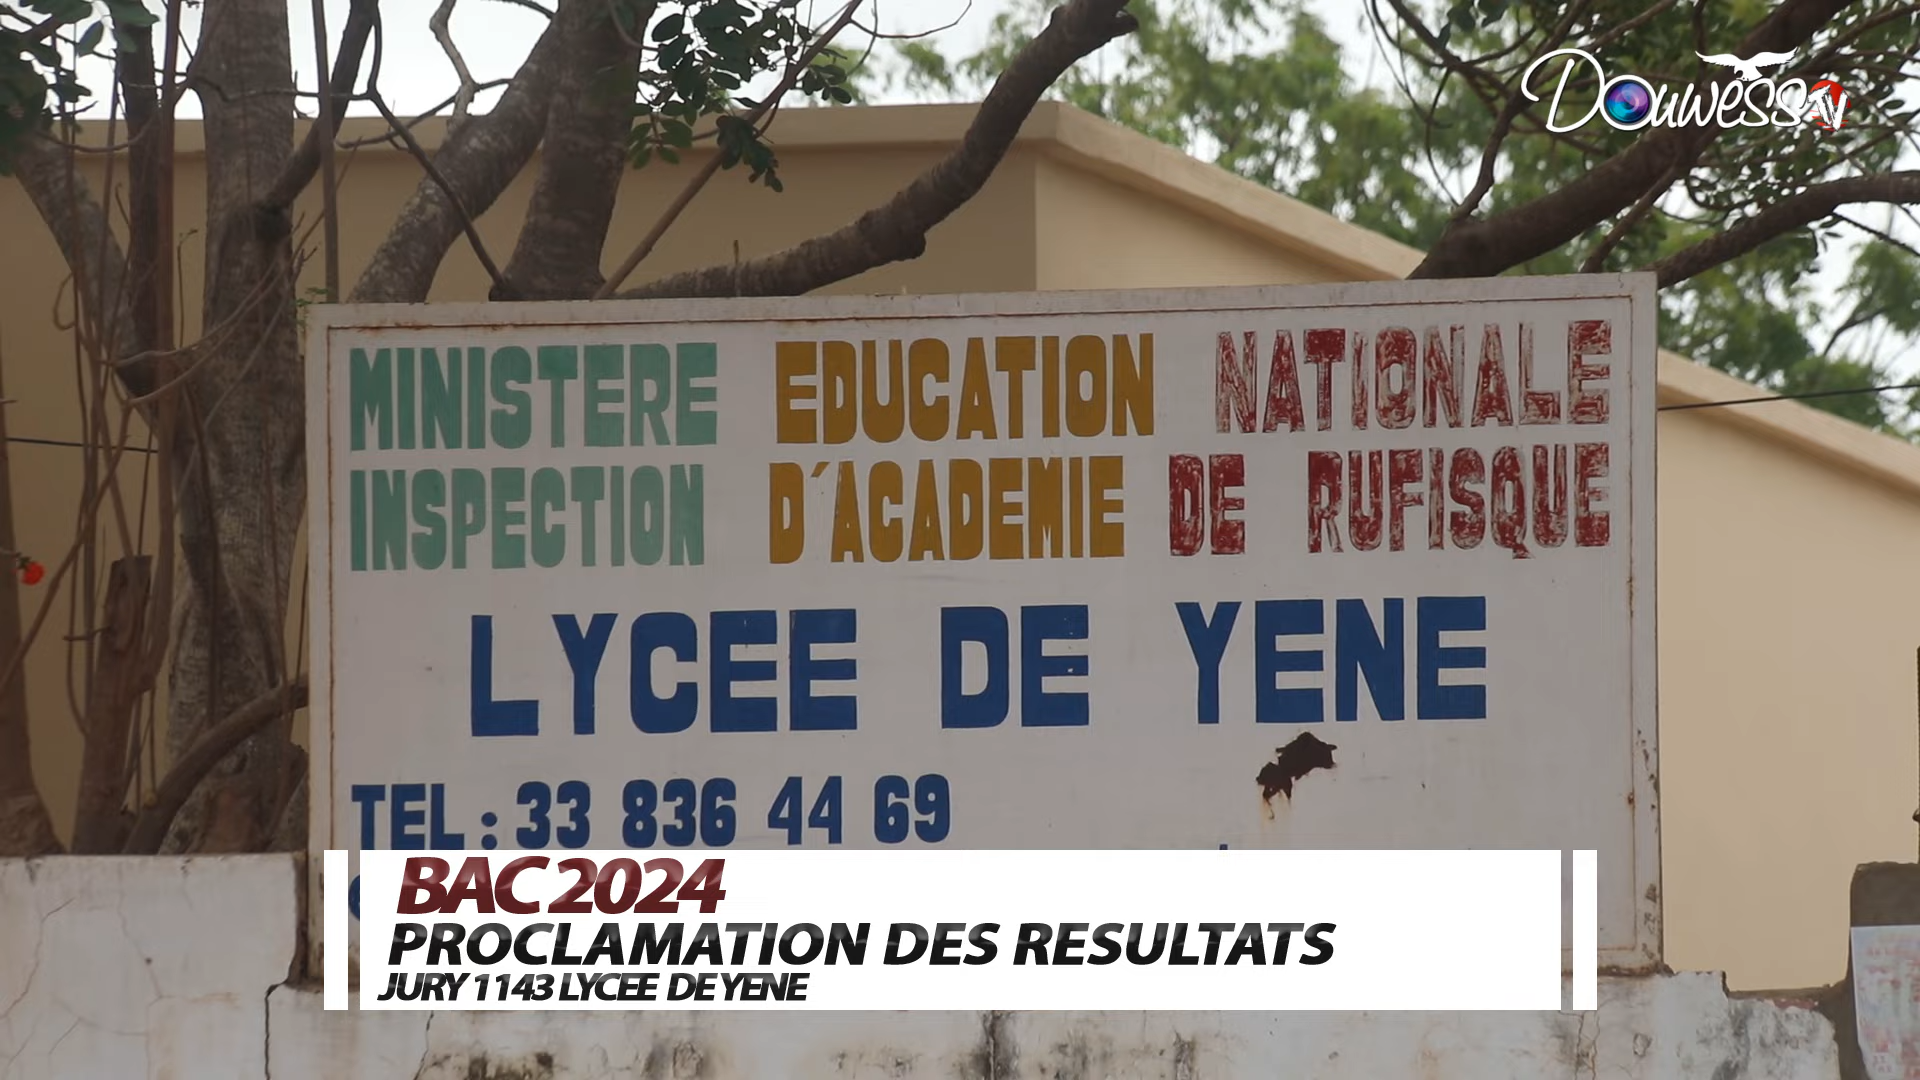 Douwess TV
MINISTERE EDUCATION NATIONALE
INSPECTION D'ACADEMIE DE RUFISQUE
LYCEE DE YENE
TEL : 33 836 44 69
BAC 2024
PROCLAMATION DES RESULTATS
JURY 1143 LYCEE DE YENE